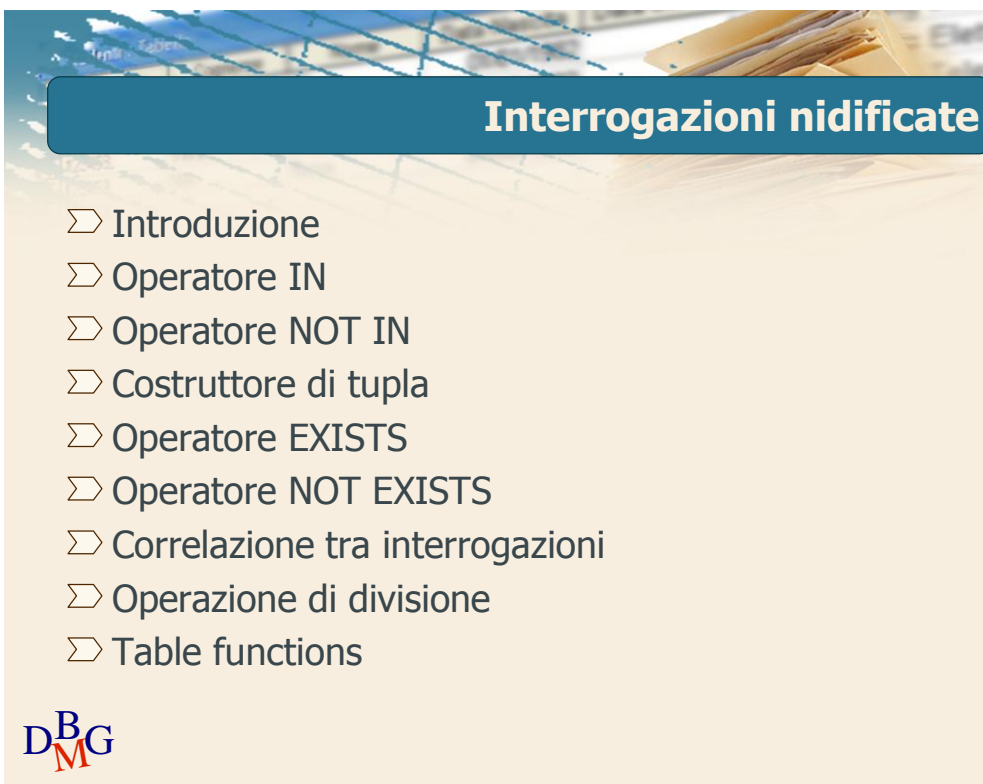 Interrogazioni nidificate
Introduzione
Operatore IN
Operatore NOT IN
Costruttore di tupla
Operatore EXISTS
Operatore NOT EXISTS
Correlazione tra interrogazioni
Operazione di divisione
Table functions
DBMG